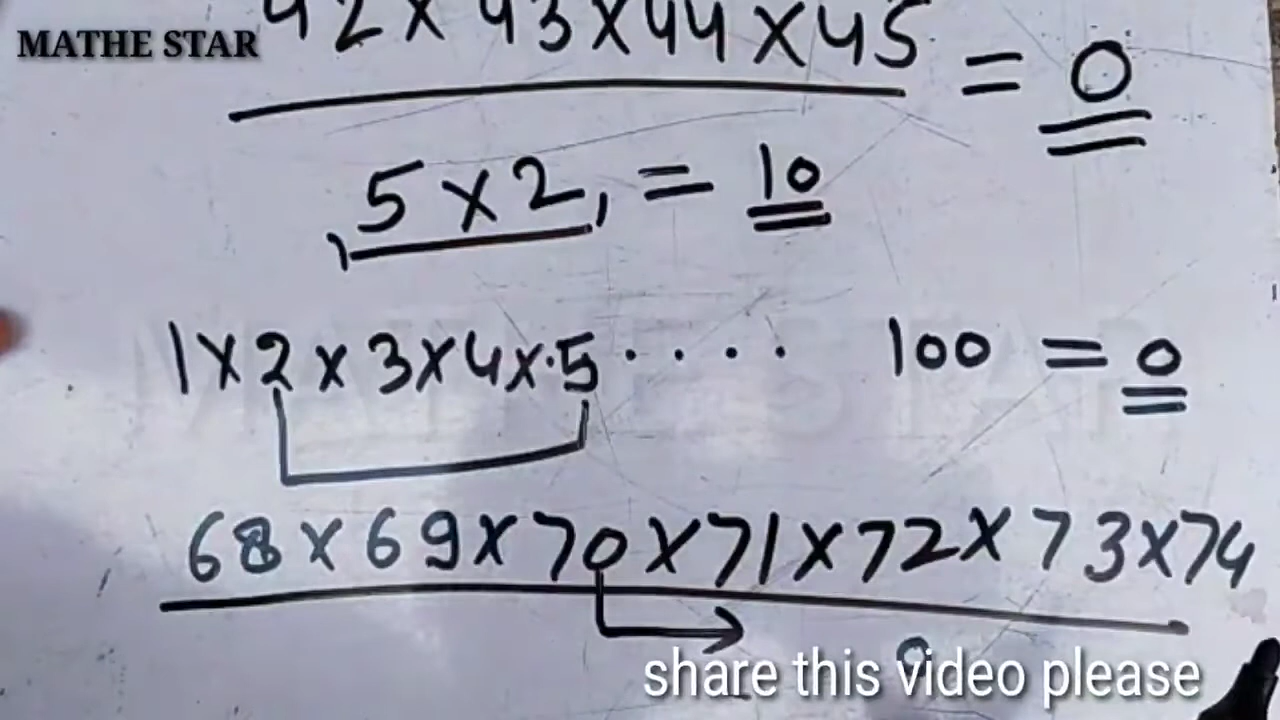 42 × 43 × 44 × 45 = 0
MATHE STAR
5 × 2 = 10
1 × 2 × 3 × 4 × 5 . . . . 100 = 0
68 × 69 × 70 × 71 × 72 × 73 × 74
0
share this video please